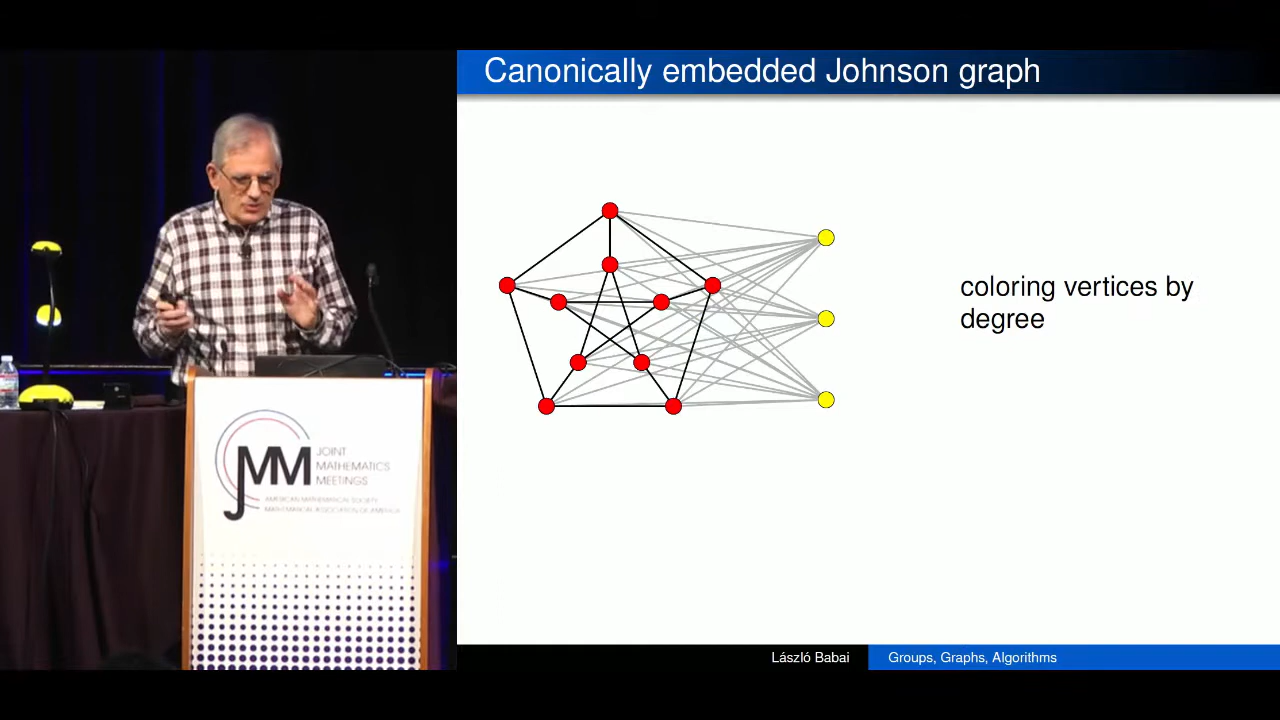 Canonically embedded Johnson graph
coloring vertices by
degree
JMM
JOINT
MATHEMATICS
MEETINGS
AMERICAN MATHEMATICAL SOCIETY
MATHEMATICAL ASSOCIATION OF AMERICA
László Babai
Groups, Graphs, Algorithms